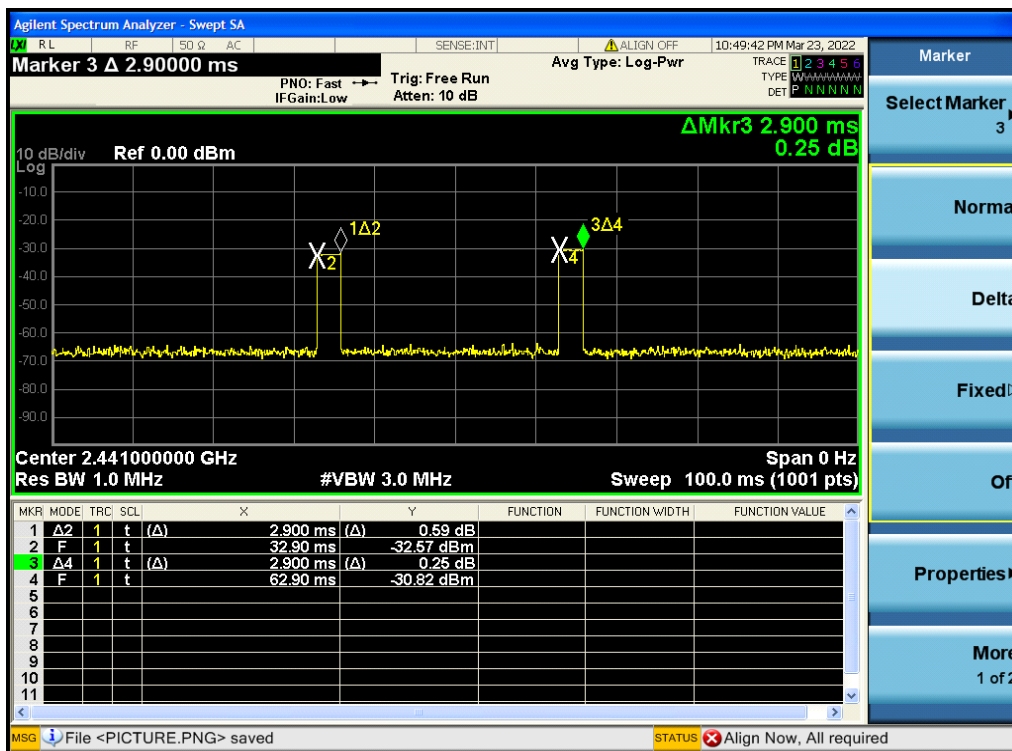 Agilent Spectrum Analyzer - Swept SA
LXI RL RF 50 Ω AC SENSE:INT ALIGN OFF 10:49:42 PM Mar 23, 2022
Marker 3 Δ 2.90000 ms
PNO: Fast
IFGain:Low
Trig: Free Run
Atten: 10 dB
Avg Type: Log-Pwr
TRACE 1 2 3 4 5 6
TYPE W
DET P N N N N N
ΔMkr3 2.900 ms
0.25 dB
10 dB/div Ref 0.00 dBm
Log
-10.0
-20.0
-30.0
-40.0
-50.0
-60.0
-70.0
-80.0
-90.0
1Δ2
2
3Δ4
4
Center 2.441000000 GHz Span 0 Hz
Res BW 1.0 MHz #VBW 3.0 MHz Sweep 100.0 ms (1001 pts)
MKR MODE TRC SCL X Y FUNCTION FUNCTION WIDTH FUNCTION VALUE
1 Δ2 1 t (Δ) 2.900 ms (Δ) 0.59 dB
2 F 1 t 32.90 ms -32.57 dBm
3 Δ4 1 t (Δ) 2.900 ms (Δ) 0.25 dB
4 F 1 t 62.90 ms -30.82 dBm
5
6
7
8
9
10
11
MSG File <PICTURE.PNG> saved STATUS Align Now, All required
Marker
Select Marker
3
Norma
Delta
Fixed
Of
Properties
More
1 of 2